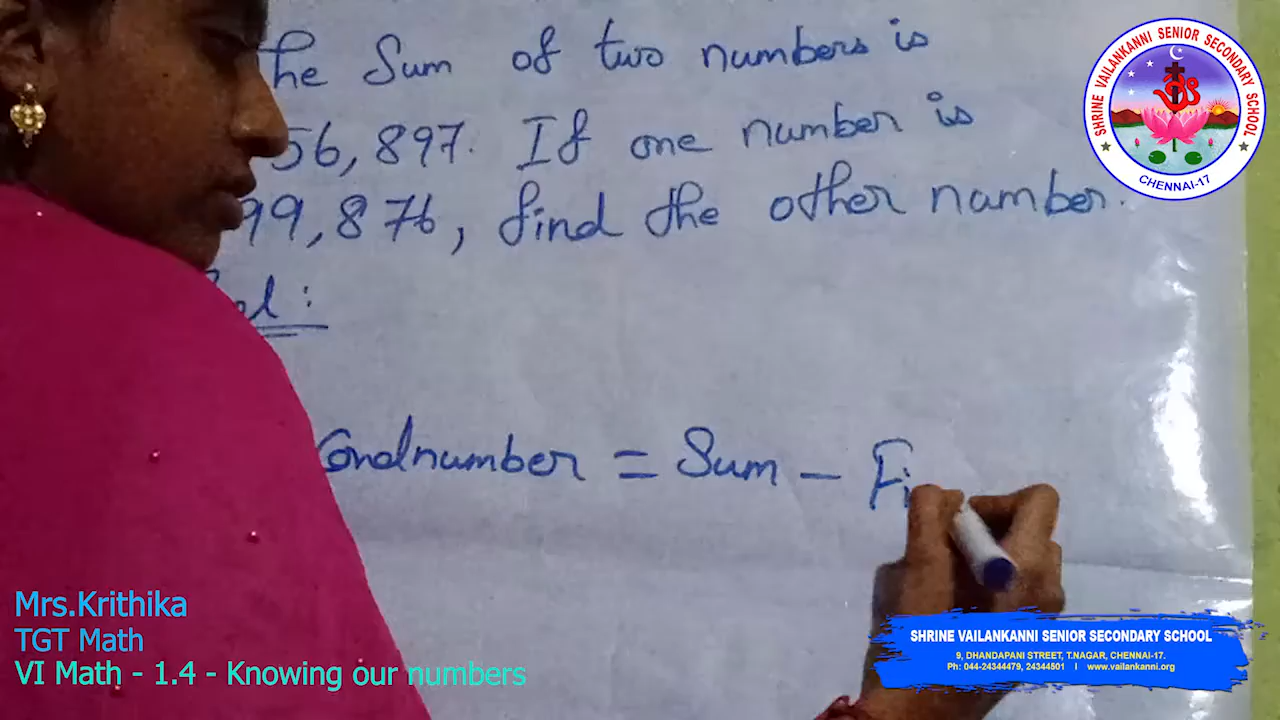 he Sum of two numbers is
56,897. If one number is
99,876, find the other number.
ol:
condnumber = Sum - Fi
SHRINE VAILANKANNI SENIOR SECONDARY SCHOOL
CHENNAI-17
Mrs.Krithika
TGT Math
VI Math - 1.4 - Knowing our numbers
SHRINE VAILANKANNI SENIOR SECONDARY SCHOOL
9, DHANDAPANI STREET, T.NAGAR, CHENNAI-17.
Ph: 044-24344479, 24344501 I www.vailankanni.org